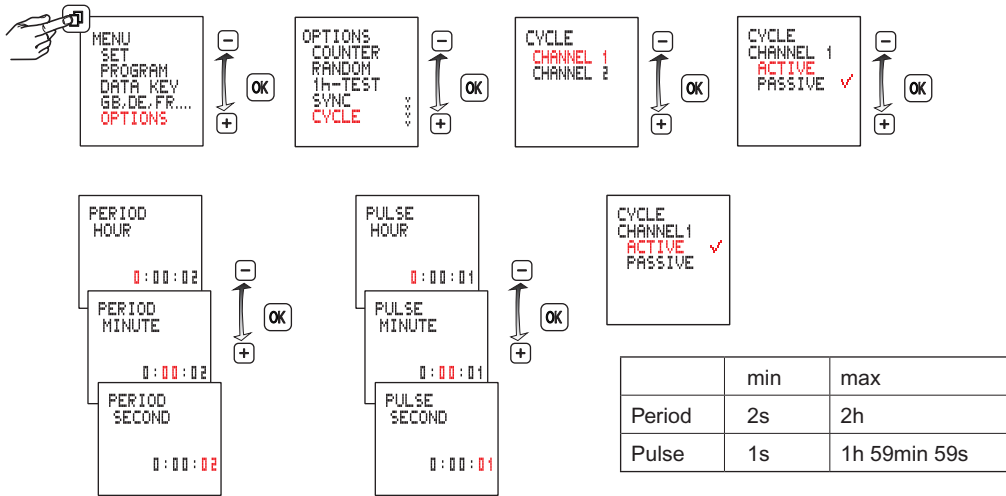 MENU
SET
PROGRAM
DATA KEY
GB,DE,FR....
OPTIONS
−
OK
+
OPTIONS
COUNTER
RANDOM
1h-TEST
SYNC
CYCLE
−
OK
+
CYCLE
CHANNEL 1
CHANNEL 2
−
OK
+
CYCLE
CHANNEL 1
ACTIVE
PASSIVE ✓
−
OK
+
PERIOD
HOUR
0:00:02
PERIOD
MINUTE
0:00:02
PERIOD
SECOND
0:00:02
−
OK
+
PULSE
HOUR
0:00:01
PULSE
MINUTE
0:00:01
PULSE
SECOND
0:00:01
−
OK
+
CYCLE
CHANNEL1
ACTIVE ✓
PASSIVE
min max
Period 2s 2h
Pulse 1s 1h 59min 59s